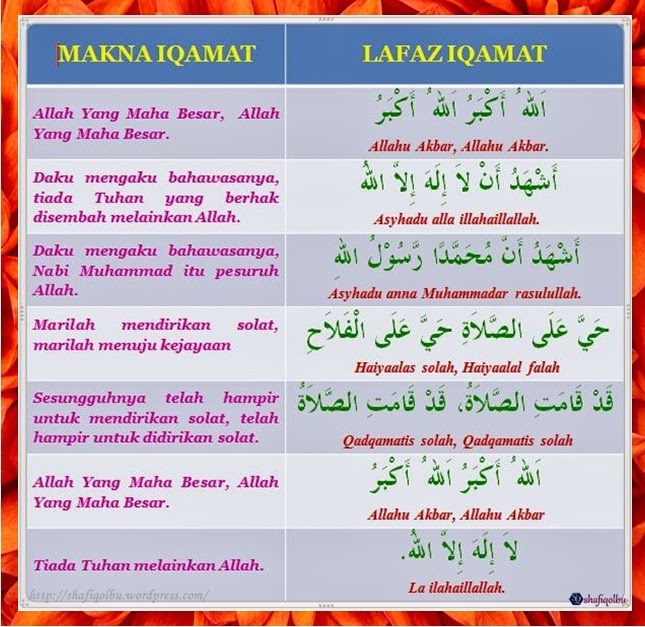 MAKNA IQAMAT
LAFAZ IQAMAT
Allah Yang Maha Besar, Allah
Yang Maha Besar.
اَللهُ أَكْبَرُ اَللهُ أَكْبَرُ
Allahu Akbar, Allahu Akbar.
Daku mengaku bahawasanya,
tiada Tuhan yang berhak
disembah melainkan Allah.
أَشْهَدُ أَنْ لاَ إِلَهَ إِلاَّ اللهُ
Asyhadu alla illahaillallah.
Daku mengaku bahawasanya,
Nabi Muhammad itu pesuruh
Allah.
أَشْهَدُ أَنَّ مُحَمَّدًا رَّسُوْلُ اللهِ
Asyhadu anna Muhammadar rasulullah.
Marilah mendirikan solat,
marilah menuju kejayaan
حَيَّ عَلَى الصَّلاَةِ حَيَّ عَلَى الْفَلاَحِ
Haiyaalas solah, Haiyaalal falah
Sesungguhnya telah hampir
untuk mendirikan solat, telah
hampir untuk didirikan solat.
قَدْ قَامَتِ الصَّلاَةُ، قَدْ قَامَتِ الصَّلاَةُ
Qadqamatis solah, Qadqamatis solah
Allah Yang Maha Besar, Allah
Yang Maha Besar.
اَللهُ أَكْبَرُ اَللهُ أَكْبَرُ
Allahu Akbar, Allahu Akbar
Tiada Tuhan melainkan Allah.
لاَ إِلَهَ إِلاَّ اللهُ.
La ilahaillallah.
http://shafiqolbu.wordpress.com/
shafiqolbu